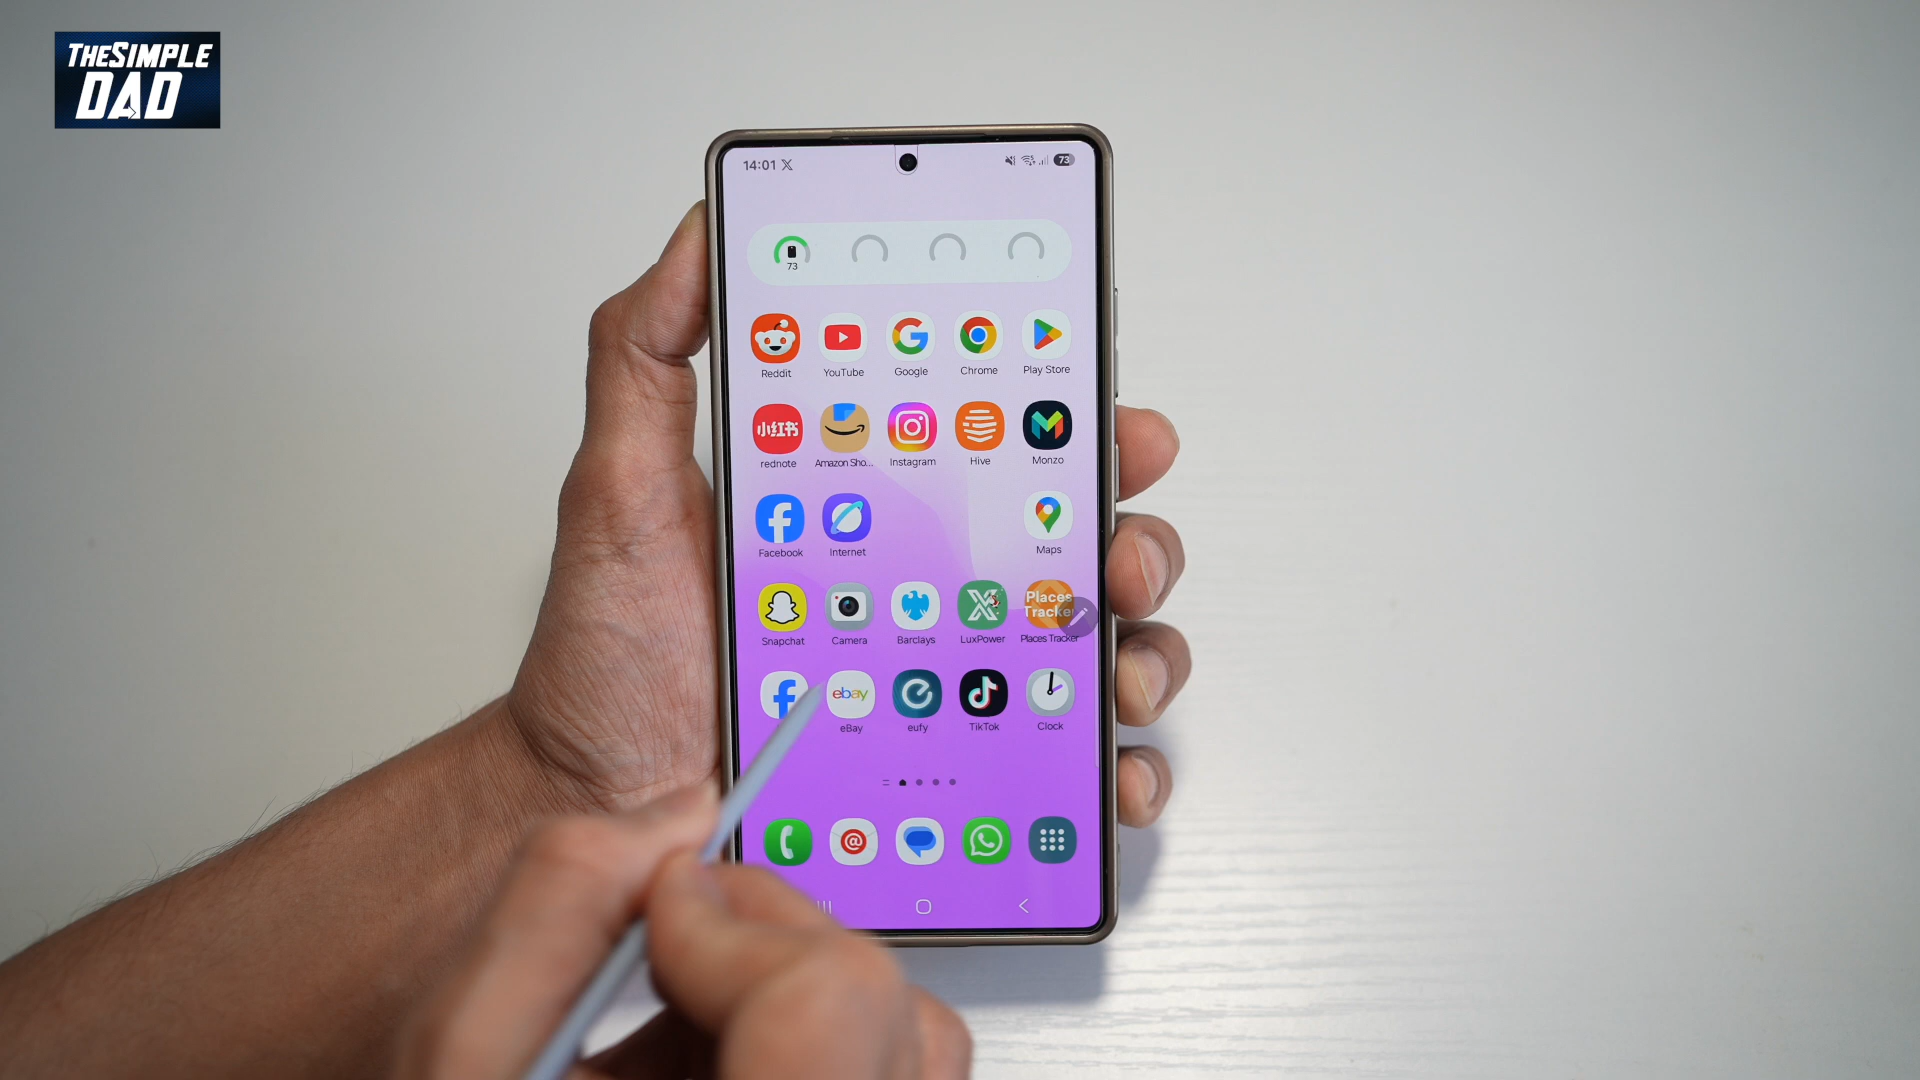 THESIMPLE
DAD
14:01
73
73
Reddit
YouTube
Google
Chrome
Play Store
小红书
rednote
Amazon Sho...
Instagram
Hive
Monzo
Facebook
Internet
Maps
Places
Tracker
Snapchat
Camera
Barclays
LuxPower
Places Tracker
ebay
eBay
eufy
TikTok
Clock